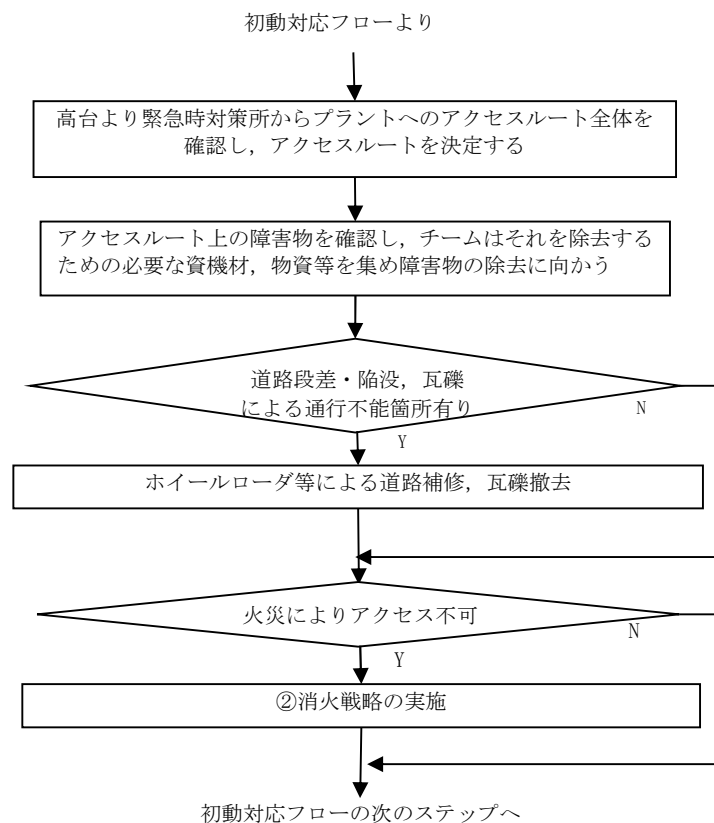 初動対応フローより
高台より緊急時対策所からプラントへのアクセスルート全体を
確認し，アクセスルートを決定する
アクセスルート上の障害物を確認し，チームはそれを除去する
ための必要な資機材，物資等を集め障害物の除去に向かう
道路段差・陥没，瓦礫
による通行不能箇所有り
N
Y
ホイールローダ等による道路補修，瓦礫撤去
火災によりアクセス不可
N
Y
②消火戦略の実施
初動対応フローの次のステップへ